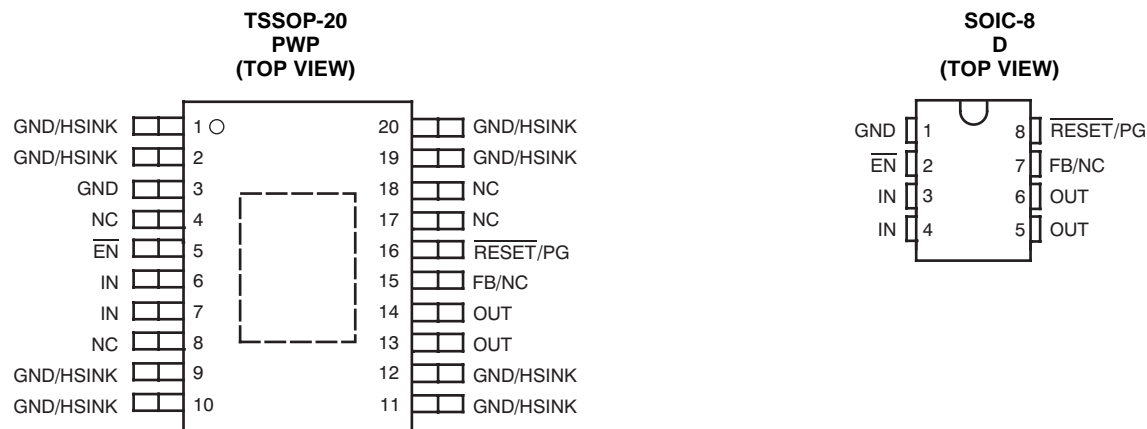 TSSOP-20
PWP
(TOP VIEW)
GND/HSINK 1 20 GND/HSINK
GND/HSINK 2 19 GND/HSINK
GND 3 18 NC
NC 4 17 NC
EN 5 16 RESET/PG
IN 6 15 FB/NC
IN 7 14 OUT
NC 8 13 OUT
GND/HSINK 9 12 GND/HSINK
GND/HSINK 10 11 GND/HSINK
SOIC-8
D
(TOP VIEW)
GND 1 8 RESET/PG
EN 2 7 FB/NC
IN 3 6 OUT
IN 4 5 OUT